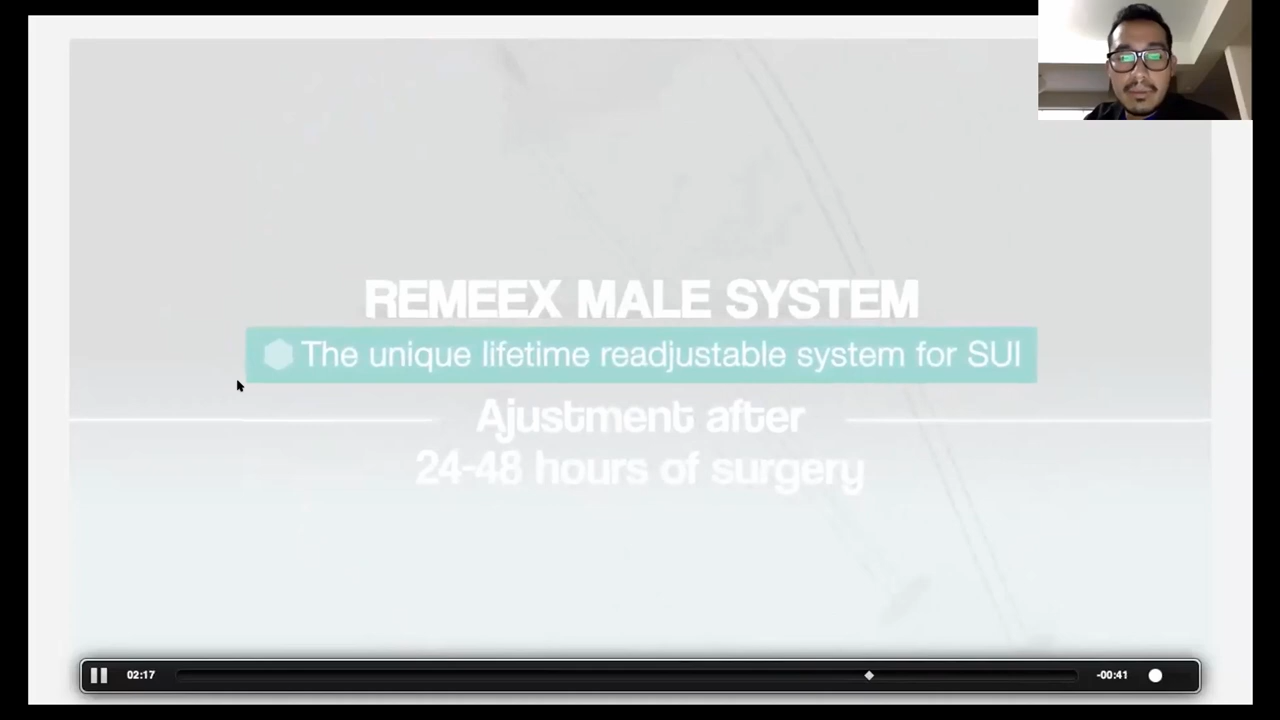 REMEEX MALE SYSTEM
The unique lifetime readjustable system for SUI
Ajustment after
24-48 hours of surgery
02:17
-00:41